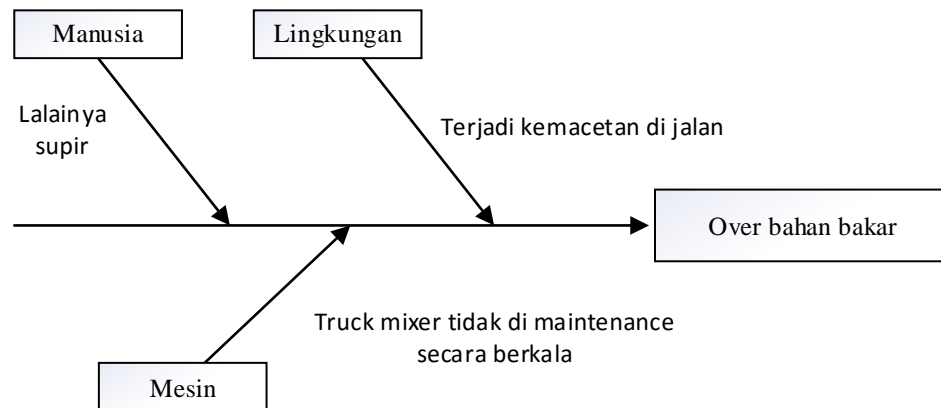 Manusia
Lingkungan
Lalainya
supir
Terjadi kemacetan di jalan
Over bahan bakar
Truck mixer tidak di maintenance
secara berkala
Mesin